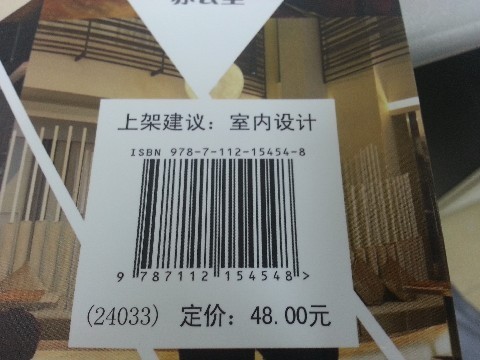 上架建议：室内设计
ISBN 978-7-112-15454-8
9 787112 154548 >
(24033) 定价：48.00元